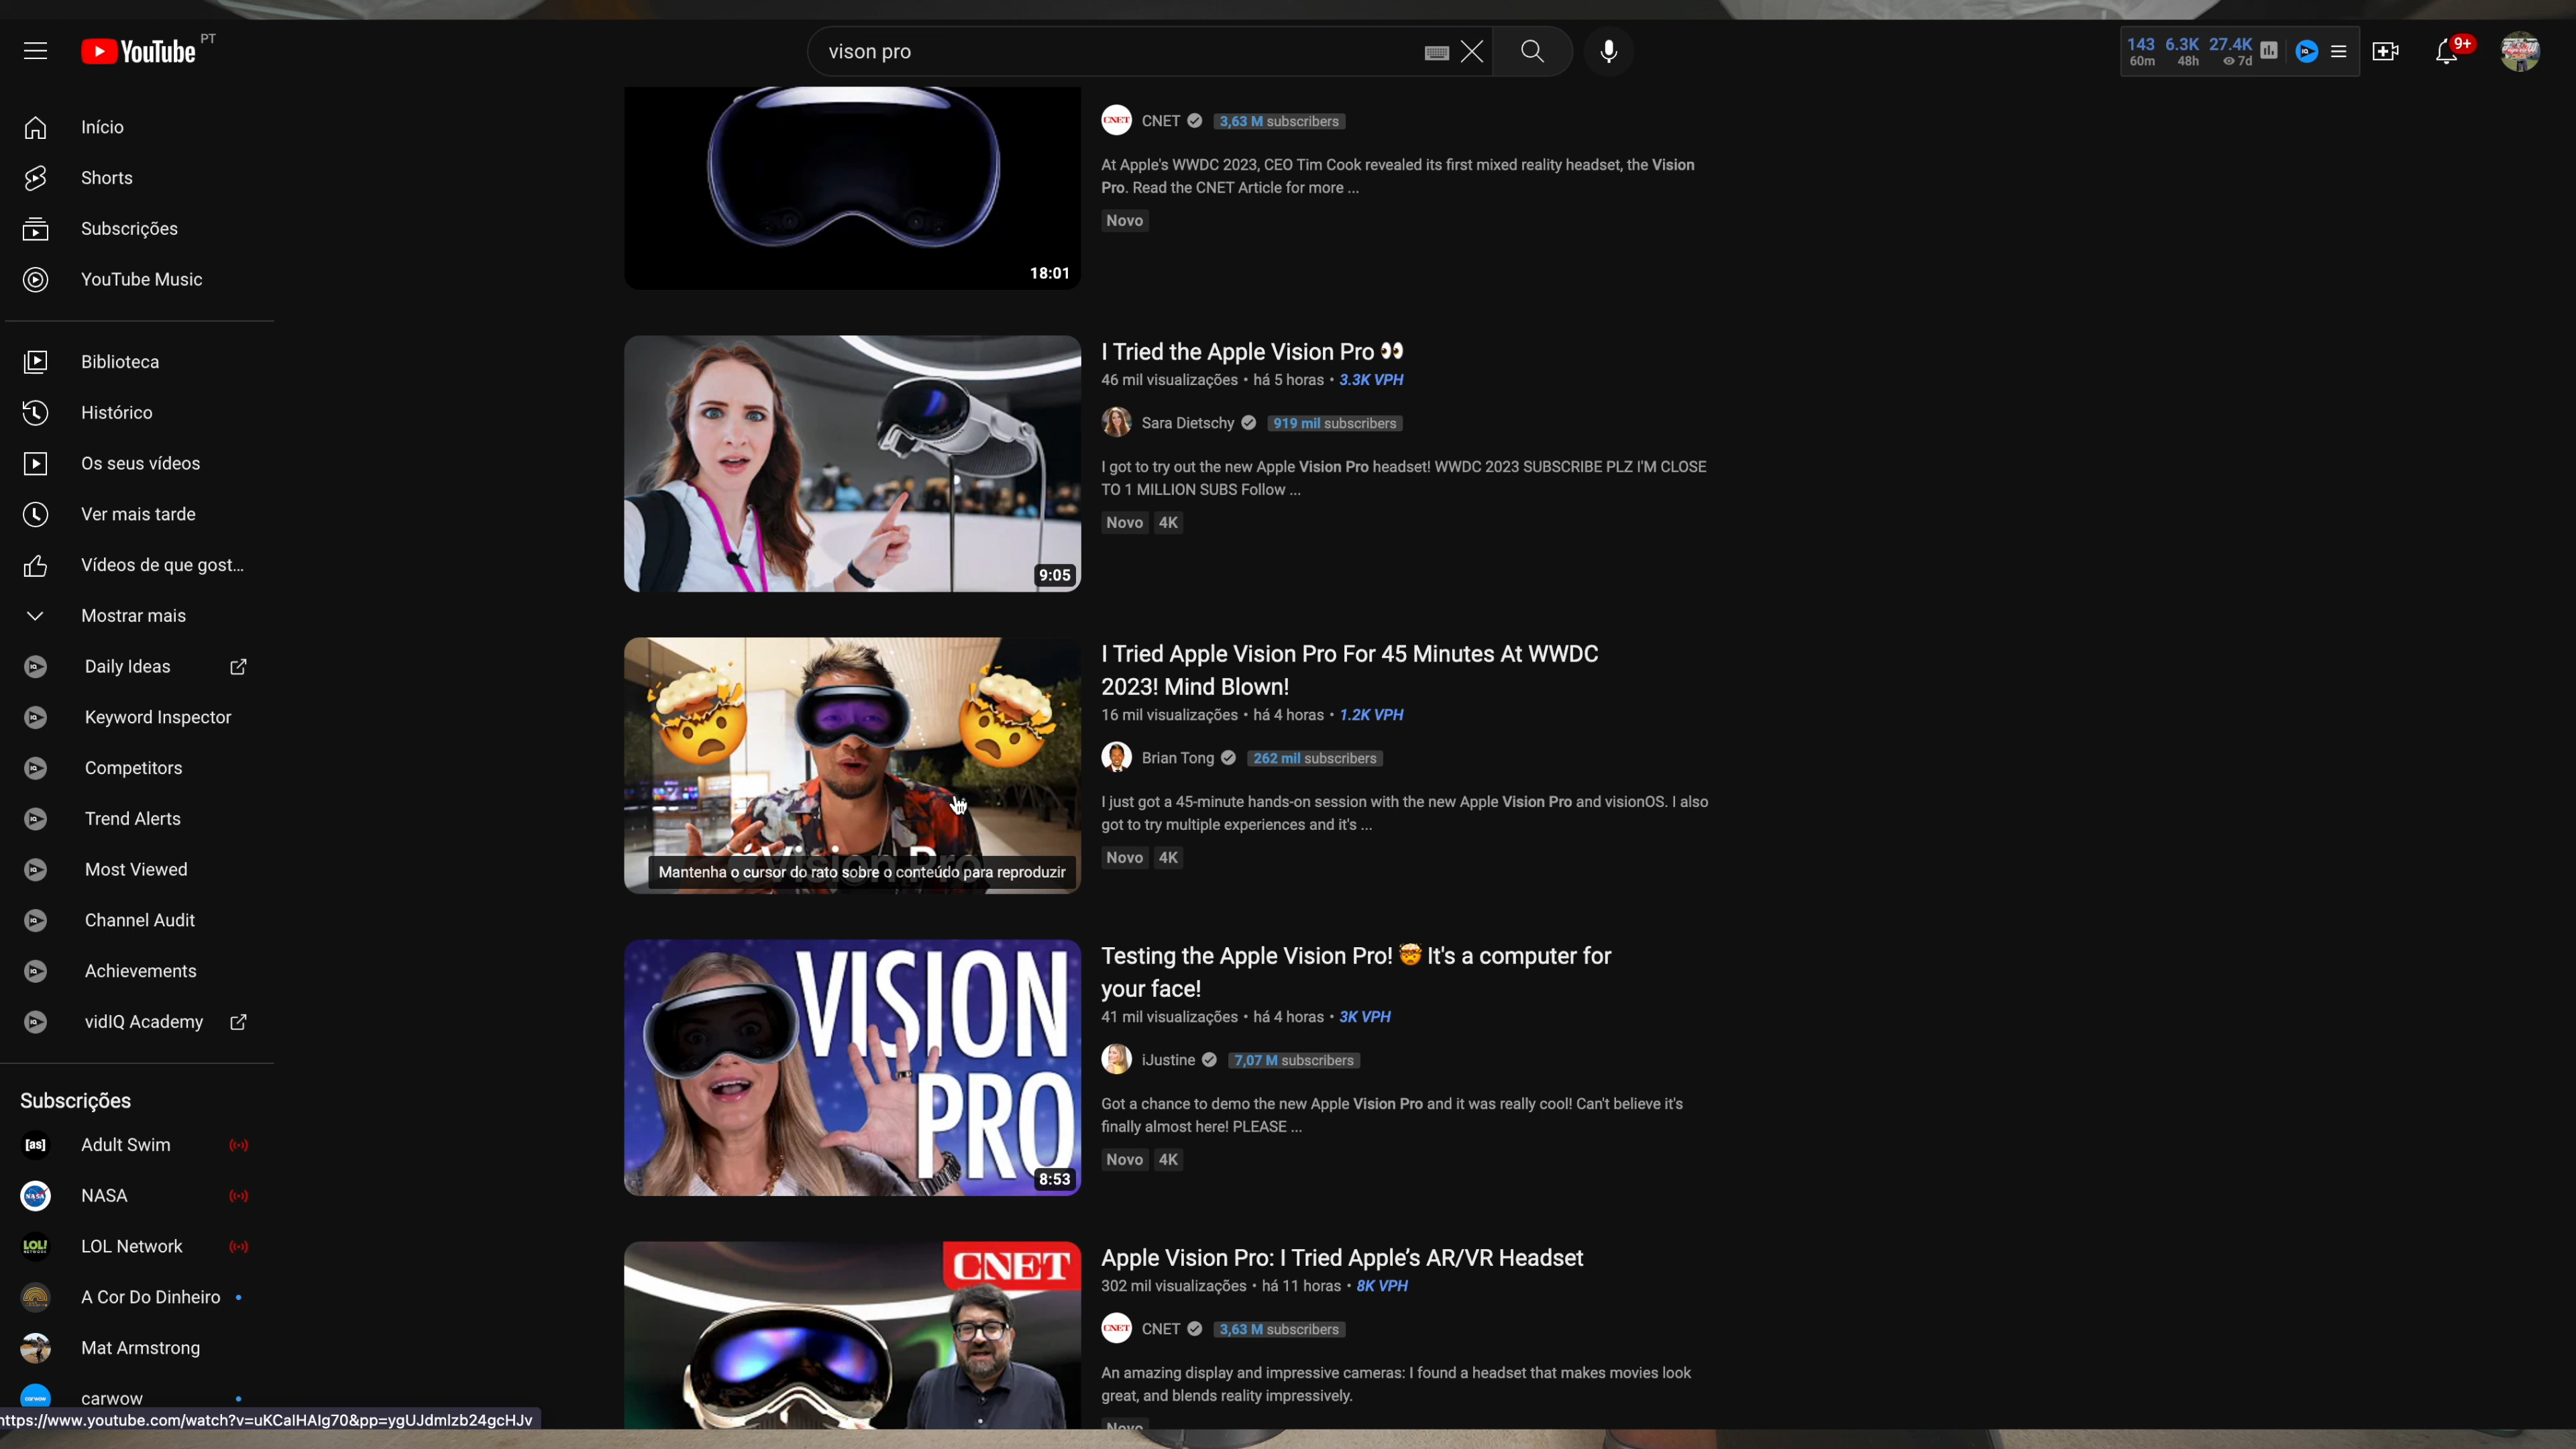 YouTube PT
vison pro
143 6.3K 27.4K
60m 48h 7d
9+
Início
Shorts
Subscrições
YouTube Music
Biblioteca
Histórico
Os seus vídeos
Ver mais tarde
Vídeos de que gost...
Mostrar mais
Daily Ideas
Keyword Inspector
Competitors
Trend Alerts
Most Viewed
Channel Audit
Achievements
vidIQ Academy
Subscrições
[as] Adult Swim
NASA NASA
LOL! NETWORK LOL Network
A Cor Do Dinheiro
Mat Armstrong
carwow carwow
https://www.youtube.com/watch?v=uKCalHAlg70&pp=ygUJdmlzb24gcHJv
18:01
CNET CNET 3,63 M subscribers
At Apple's WWDC 2023, CEO Tim Cook revealed its first mixed reality headset, the Vision
Pro. Read the CNET Article for more ...
Novo
9:05
I Tried the Apple Vision Pro 👀
46 mil visualizações • há 5 horas • 3.3K VPH
Sara Dietschy 919 mil subscribers
I got to try out the new Apple Vision Pro headset! WWDC 2023 SUBSCRIBE PLZ I'M CLOSE
TO 1 MILLION SUBS Follow ...
Novo 4K
Vision Pro
Mantenha o cursor do rato sobre o conteúdo para reproduzir
I Tried Apple Vision Pro For 45 Minutes At WWDC
2023! Mind Blown!
16 mil visualizações • há 4 horas • 1.2K VPH
Brian Tong 262 mil subscribers
I just got a 45-minute hands-on session with the new Apple Vision Pro and visionOS. I also
got to try multiple experiences and it's ...
Novo 4K
VISION
PRO
8:53
Testing the Apple Vision Pro! 🤯 It's a computer for
your face!
41 mil visualizações • há 4 horas • 3K VPH
iJustine 7,07 M subscribers
Got a chance to demo the new Apple Vision Pro and it was really cool! Can't believe it's
finally almost here! PLEASE ...
Novo 4K
CNET
Apple Vision Pro: I Tried Apple's AR/VR Headset
302 mil visualizações • há 11 horas • 8K VPH
CNET CNET 3,63 M subscribers
An amazing display and impressive cameras: I found a headset that makes movies look
great, and blends reality impressively.
Novo